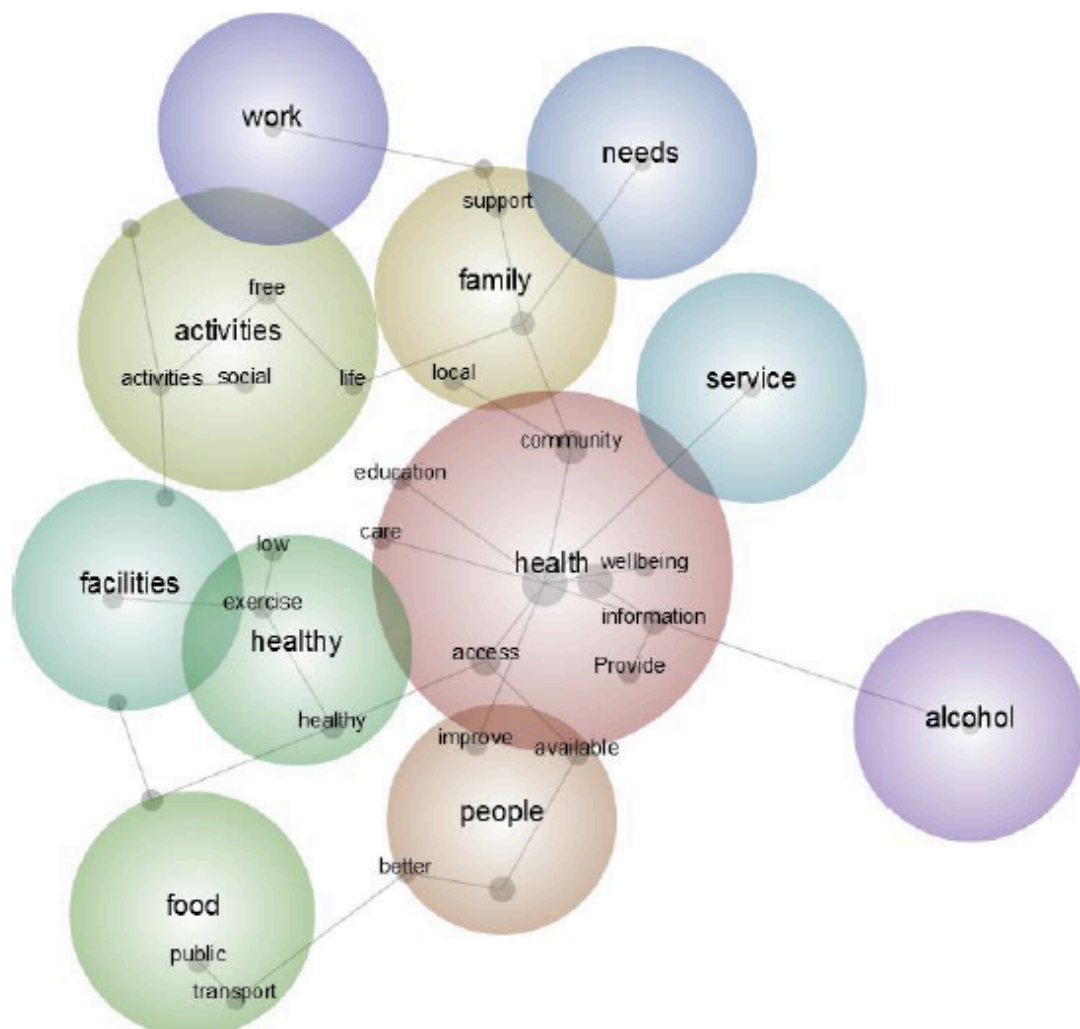 work
needs
support
family
free
activities
activities
social
life
local
service
community
education
care
low
health
wellbeing
facilities
exercise
information
healthy
access
Provide
healthy
improve
available
alcohol
people
better
food
public
transport